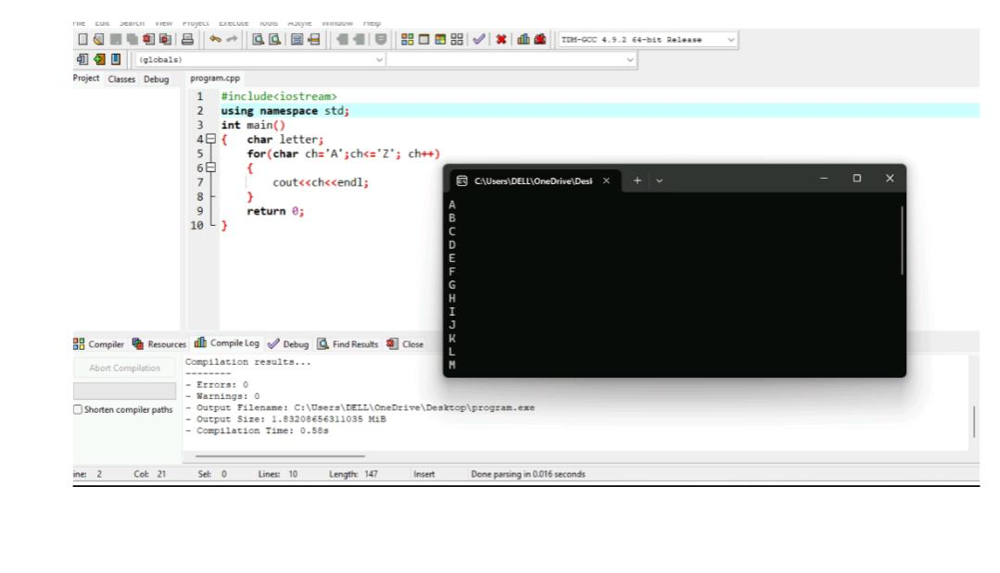 File Edit Search View Project Execute Tools AStyle Window Help
TDM-GCC 4.9.2 64-bit Release
(globals)
Project Classes Debug program.cpp
1 #include<iostream>
2 using namespace std;
3 int main()
4 { char letter;
5 for(char ch='A';ch<='Z'; ch++)
6 {
7 cout<<ch<<endl;
8 }
9 return 0;
10 }
C:\Users\DELL\OneDrive\Desk
A
B
C
D
E
F
G
H
I
J
K
L
M
Compiler Resources Compile Log Debug Find Results Close
Abort Compilation
Shorten compiler paths
Compilation results...
--------
- Errors: 0
- Warnings: 0
- Output Filename: C:\Users\DELL\OneDrive\Desktop\program.exe
- Output Size: 1.83208656311035 MiB
- Compilation Time: 0.58s
ine: 2 Col: 21 Sel: 0 Lines: 10 Length: 147 Insert Done parsing in 0.016 seconds